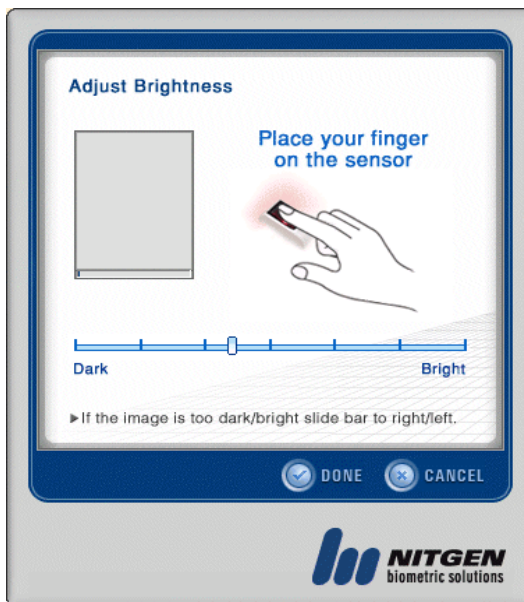 Adjust Brightness
Place your finger
on the sensor
Dark
Bright
▶If the image is too dark/bright slide bar to right/left.
DONE
CANCEL
NITGEN
biometric solutions